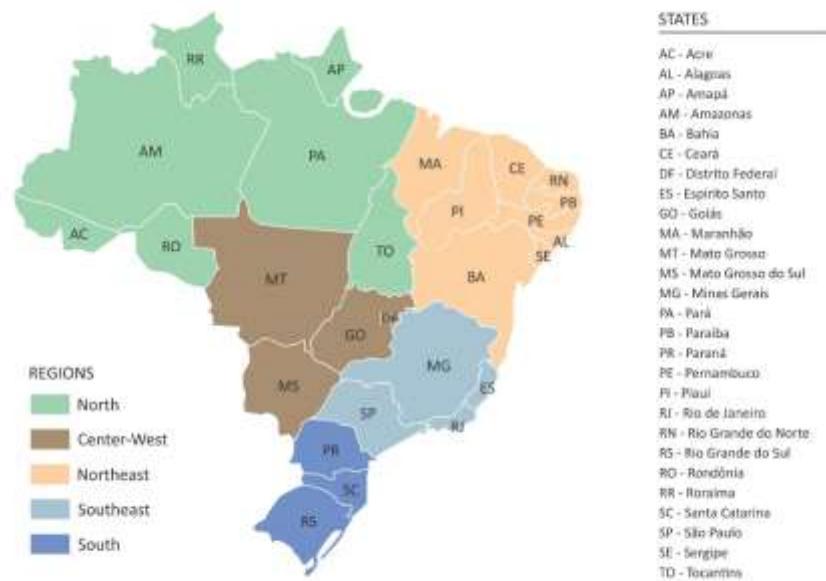 RR
AP
AM
PA
MA
CE
RN
PB
PI
PE
AL
SE
AC
RO
TO
BA
MT
DF
GO
MG
ES
MS
SP
RJ
PR
SC
RS
REGIONS
North
Center-West
Northeast
Southeast
South
STATES
AC - Acre
AL - Alagoas
AP - Amapá
AM - Amazonas
BA - Bahia
CE - Ceará
DF - Distrito Federal
ES - Espírito Santo
GO - Goiás
MA - Maranhão
MT - Mato Grosso
MS - Mato Grosso do Sul
MG - Minas Gerais
PA - Pará
PB - Paraíba
PR - Paraná
PE - Pernambuco
PI - Piauí
RJ - Rio de Janeiro
RN - Rio Grande do Norte
RS - Rio Grande do Sul
RO - Rondônia
RR - Roraima
SC - Santa Catarina
SP - São Paulo
SE - Sergipe
TO - Tocantins